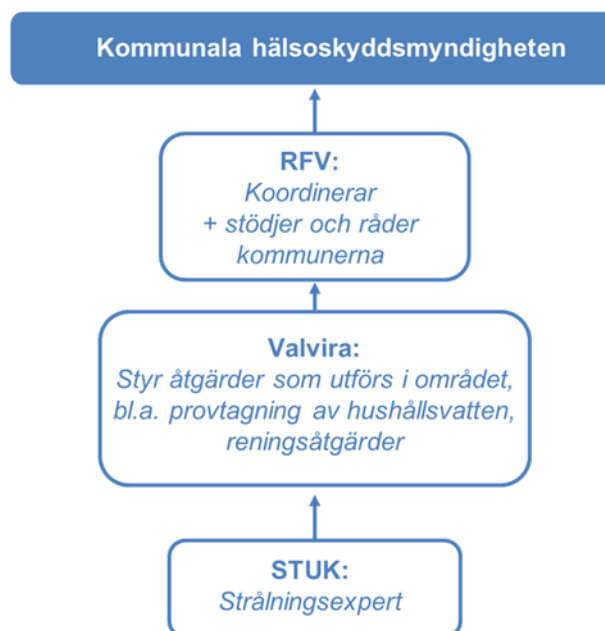 Kommunala hälsoskyddsmyndigheten
RFV:
Koordinerar
+ stödjer och råder
kommunerna
Valvira:
Styr åtgärder som utförs i området,
bl.a. provtagning av hushållsvatten,
reningsåtgärder
STUK:
Strålningsexpert